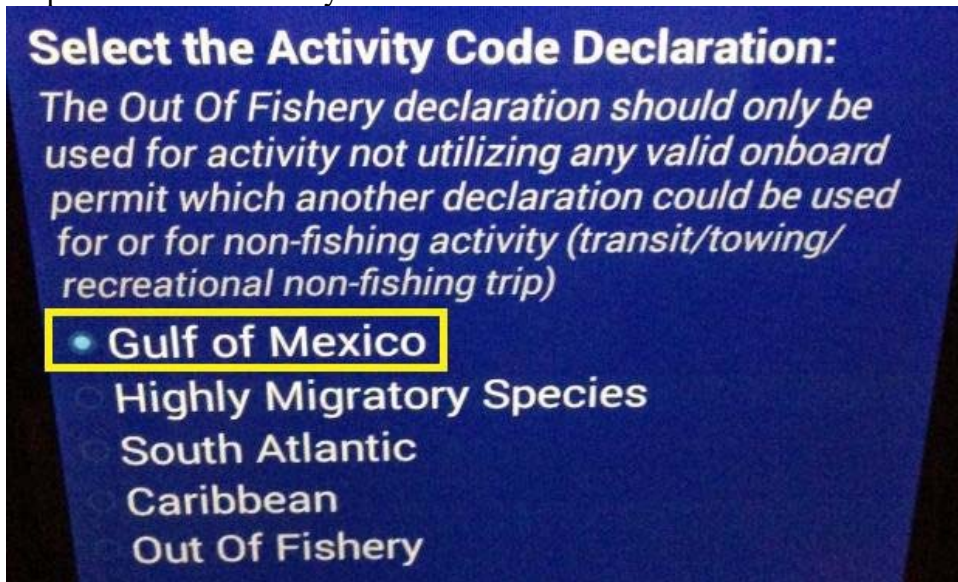 Select the Activity Code Declaration:
The Out Of Fishery declaration should only be
used for activity not utilizing any valid onboard
permit which another declaration could be used
for or for non-fishing activity (transit/towing/
recreational non-fishing trip)
Gulf of Mexico
Highly Migratory Species
South Atlantic
Caribbean
Out Of Fishery